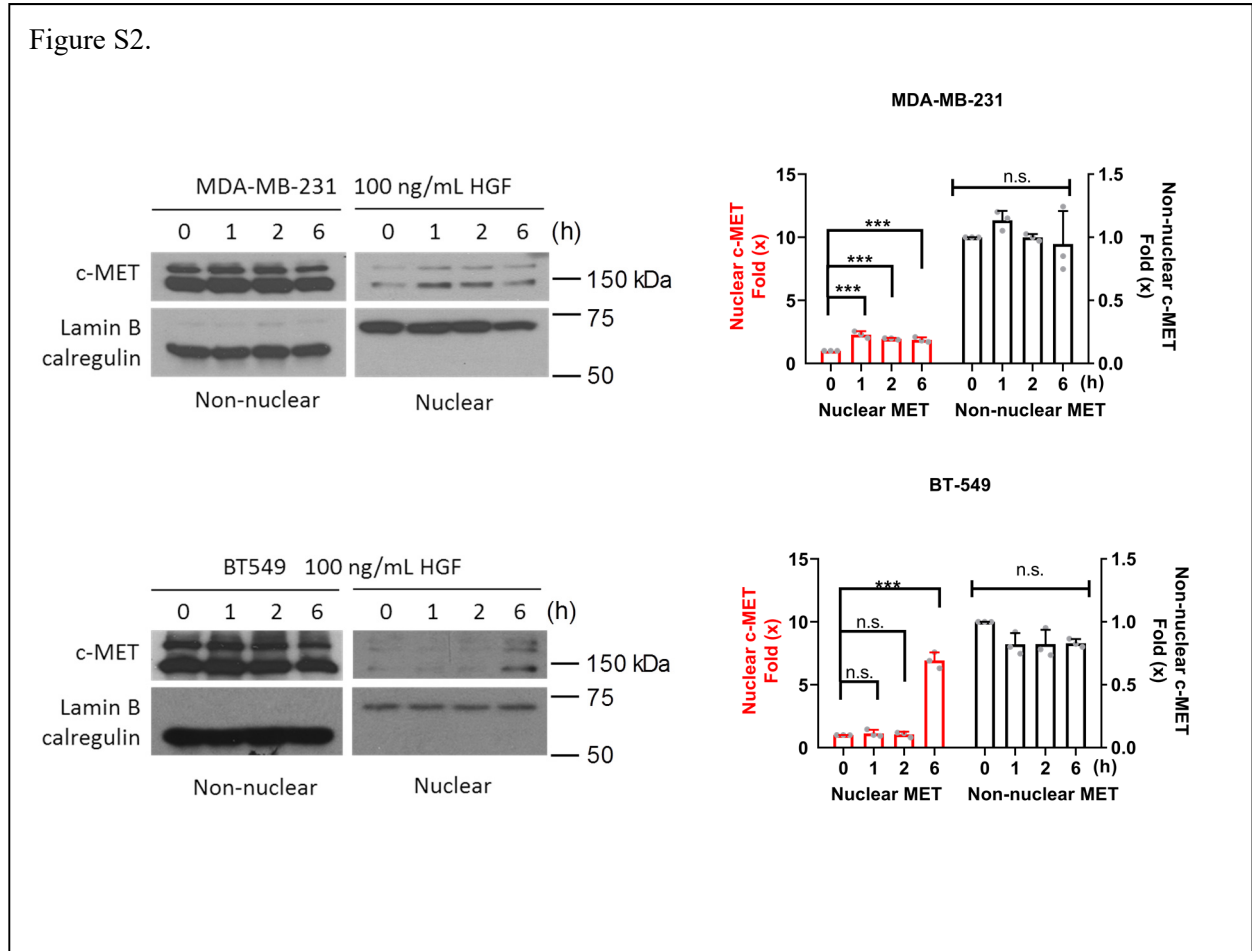 Figure S2.
MDA-MB-231 100 ng/mL HGF
0 1 2 6 0 1 2 6 (h)
c-MET
150 kDa
Lamin B
calregulin
75
50
Non-nuclear Nuclear
MDA-MB-231
Nuclear c-MET
Fold (x)
15
10
5
0
***
***
***
n.s.
1.5
1.0
0.5
0.0
Non-nuclear c-MET
Fold (x)
0 1 2 6 0 1 2 6 (h)
Nuclear MET Non-nuclear MET
BT549 100 ng/mL HGF
0 1 2 6 0 1 2 6 (h)
c-MET
150 kDa
Lamin B
calregulin
75
50
Non-nuclear Nuclear
BT-549
Nuclear c-MET
Fold (x)
15
10
5
0
***
n.s.
n.s.
n.s.
1.5
1.0
0.5
0.0
Non-nuclear c-MET
Fold (x)
0 1 2 6 0 1 2 6 (h)
Nuclear MET Non-nuclear MET